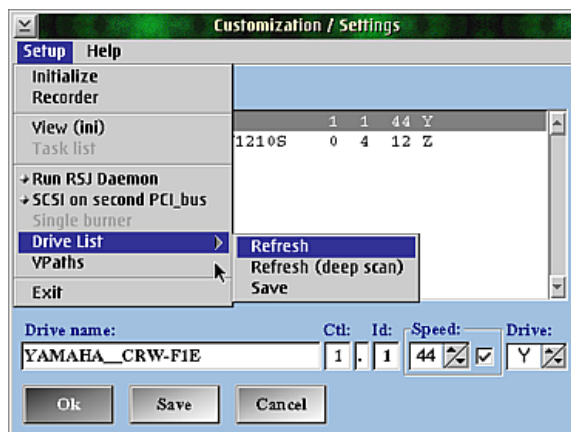 Customization / Settings
Setup Help
Initialize
Recorder
View (ini)
Task list
Run RSJ Daemon
SCSI on second PCI_bus
Single burner
Drive List
VPaths
Exit
Refresh
Refresh (deep scan)
Save
1 1 44 Y
1210S 0 4 12 Z
Drive name: Ctl: Id: Speed: Drive:
YAMAHA__CRW-F1E 1 . 1 44 Y
Ok Save Cancel